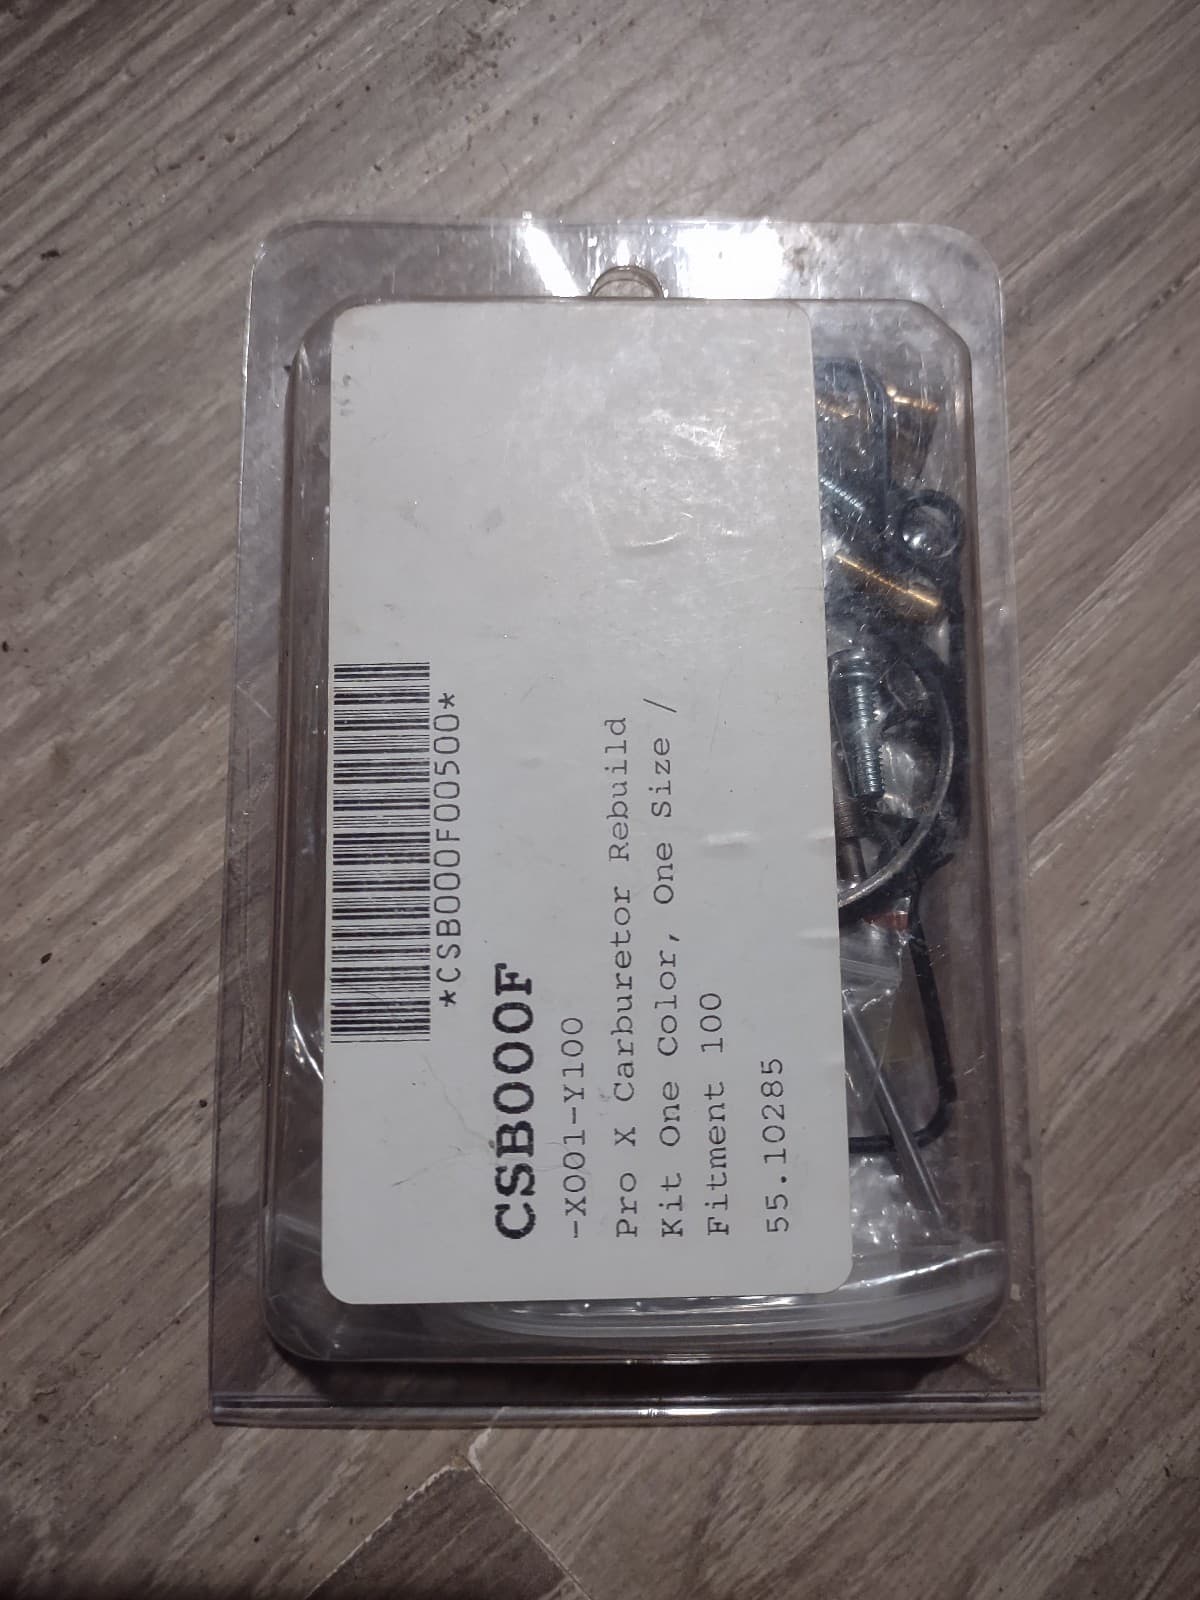 *CSB000F00500*
CSB000F
-X001-Y100
Pro X Carburetor Rebuild
Kit One Color, One Size /
Fitment 100
55.10285